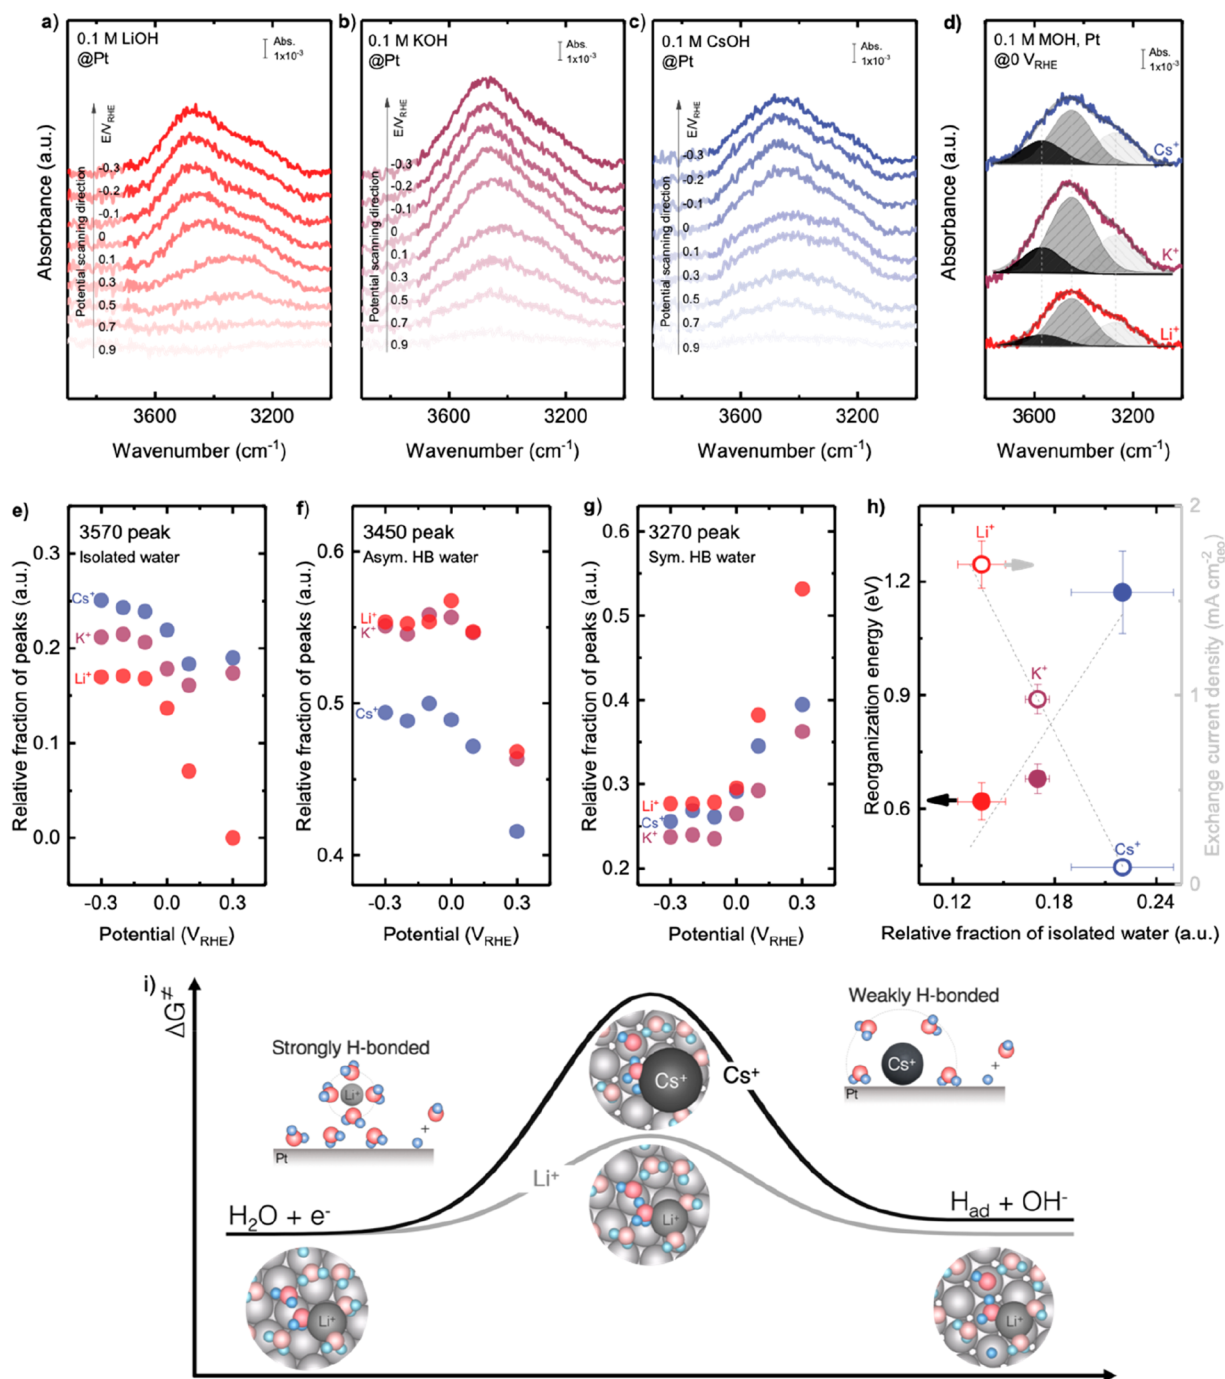 a)
0.1 M LiOH
@Pt
Abs.
1x10⁻³
Absorbance (a.u.)
Potential scanning direction
E/V_RHE
-0.3
-0.2
-0.1
0
0.1
0.3
0.5
0.7
0.9
3600 3200
Wavenumber (cm⁻¹)
b)
0.1 M KOH
@Pt
Abs.
1x10⁻³
Potential scanning direction
E/V_RHE
-0.3
-0.2
-0.1
0
0.1
0.3
0.5
0.7
0.9
3600 3200
Wavenumber (cm⁻¹)
c)
0.1 M CsOH
@Pt
Abs.
1x10⁻³
Potential scanning direction
E/V_RHE
-0.3
-0.2
-0.1
0
0.1
0.3
0.5
0.7
0.9
3600 3200
Wavenumber (cm⁻¹)
d)
0.1 M MOH, Pt
@0 V_RHE
Abs.
1x10⁻³
Absorbance (a.u.)
Cs⁺
K⁺
Li⁺
3600 3200
Wavenumber (cm⁻¹)
e)
3570 peak
Isolated water
Relative fraction of peaks (a.u.)
0.3
0.2
0.1
0.0
Cs⁺
K⁺
Li⁺
-0.3 0.0 0.3
Potential (V_RHE)
f)
3450 peak
Asym. HB water
Relative fraction of peaks (a.u.)
0.6
0.5
0.4
Li⁺
K⁺
Cs⁺
-0.3 0.0 0.3
Potential (V_RHE)
g)
3270 peak
Sym. HB water
Relative fraction of peaks (a.u.)
0.6
0.5
0.4
0.3
0.2
Li⁺
Cs⁺
K⁺
-0.3 0.0 0.3
Potential (V_RHE)
h)
Reorganization energy (eV)
1.2
0.9
0.6
Li⁺
K⁺
Cs⁺
2
1
0
Exchange current density (mA cm⁻²_geo)
0.12 0.18 0.24
Relative fraction of isolated water (a.u.)
i)
ΔG^#
Strongly H-bonded
Li⁺
+
Pt
Weakly H-bonded
Cs⁺
+
Pt
Cs⁺
Cs⁺
Li⁺
Li⁺
H₂O + e⁻
H_ad + OH⁻
Li⁺
Li⁺